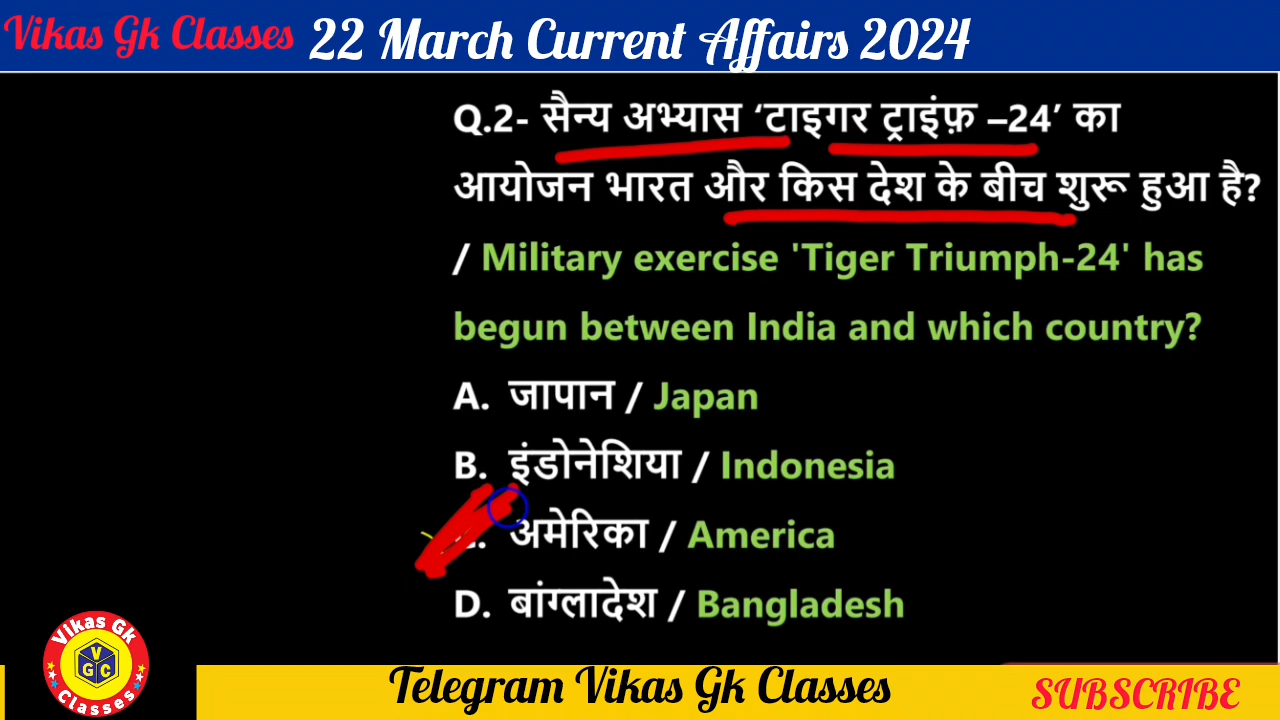 Vikas Gk Classes 22 March Current Affairs 2024
Q.2- सैन्य अभ्यास ‘टाइगर ट्राइंफ़ –24’ का
आयोजन भारत और किस देश के बीच शुरू हुआ है?
/ Military exercise 'Tiger Triumph-24' has
begun between India and which country?
A. जापान / Japan
B. इंडोनेशिया / Indonesia
अमेरिका / America
D. बांग्लादेश / Bangladesh
Vikas Gk
V
G C
Classes
Telegram Vikas Gk Classes
SUBSCRIBE